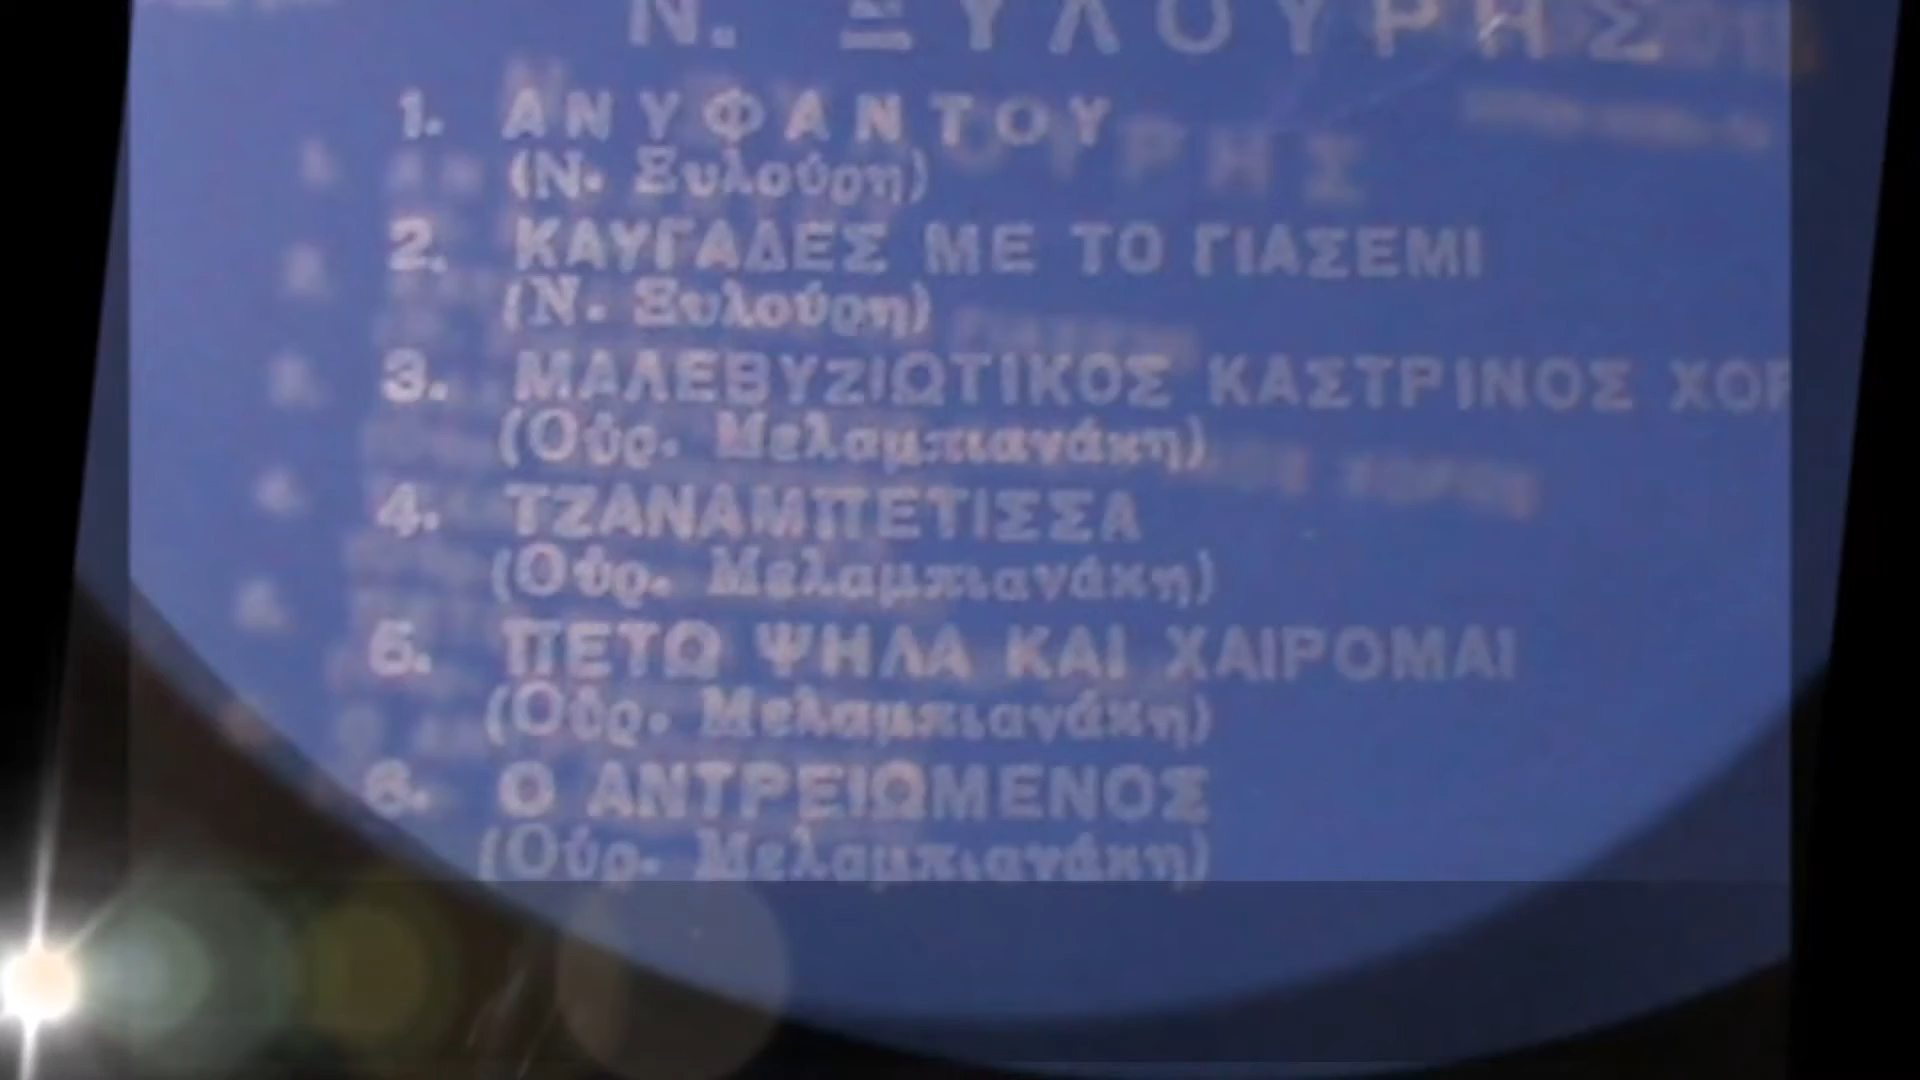 Ν. ΞΥΛΟΥΡΗΣ
1. ΑΝΥΦΑΝΤΟΥ
(Ν. Ξυλούρη)
2. ΚΑΥΓΑΔΕΣ ΜΕ ΤΟ ΓΙΑΣΕΜΙ
(Ν. Ξυλούρη)
3. ΜΑΛΕΒΥΖΙΩΤΙΚΟΣ ΚΑΣΤΡΙΝΟΣ ΧΟΡ
(Ούρ. Μελαμπιανάκη)
4. ΤΖΑΝΑΜΠΕΤΙΣΣΑ
(Ούρ. Μελαμπιανάκη)
5. ΠΕΤΩ ΨΗΛΑ ΚΑΙ ΧΑΙΡΟΜΑΙ
(Ούρ. Μελαμπιανάκη)
6. Ο ΑΝΤΡΕΙΩΜΕΝΟΣ
(Ούρ. Μελαμπιανάκη)